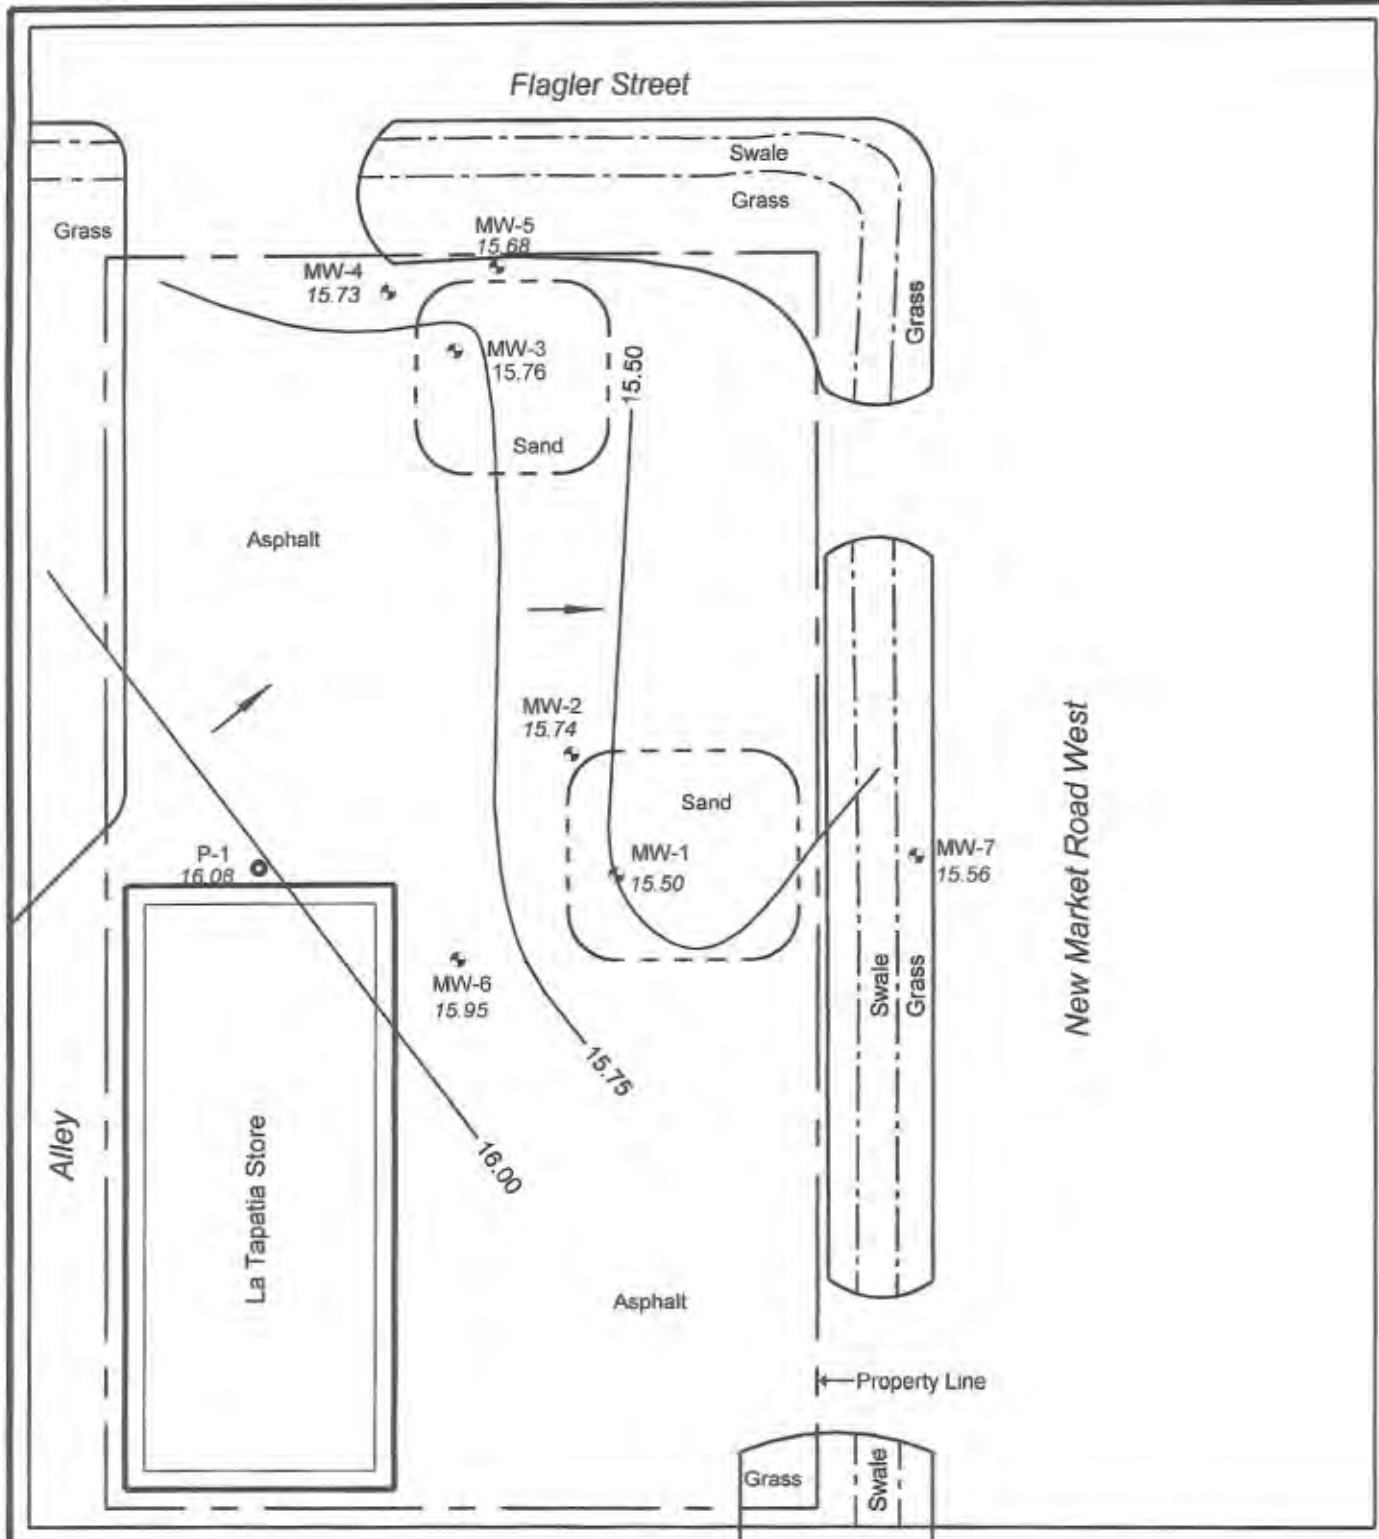 Flagler Street
Swale
Grass
Grass
MW-5
15.68
MW-4
15.73
Grass
MW-3
15.76
15.50
Sand
Asphalt
MW-2
15.74
Sand
New Market Road West
P-1
16.08
MW-1
15.50
MW-7
15.56
MW-6
15.95
Swale
Grass
15.75
Alley
La Tapatia Store
16.00
Asphalt
Property Line
Grass
Swale